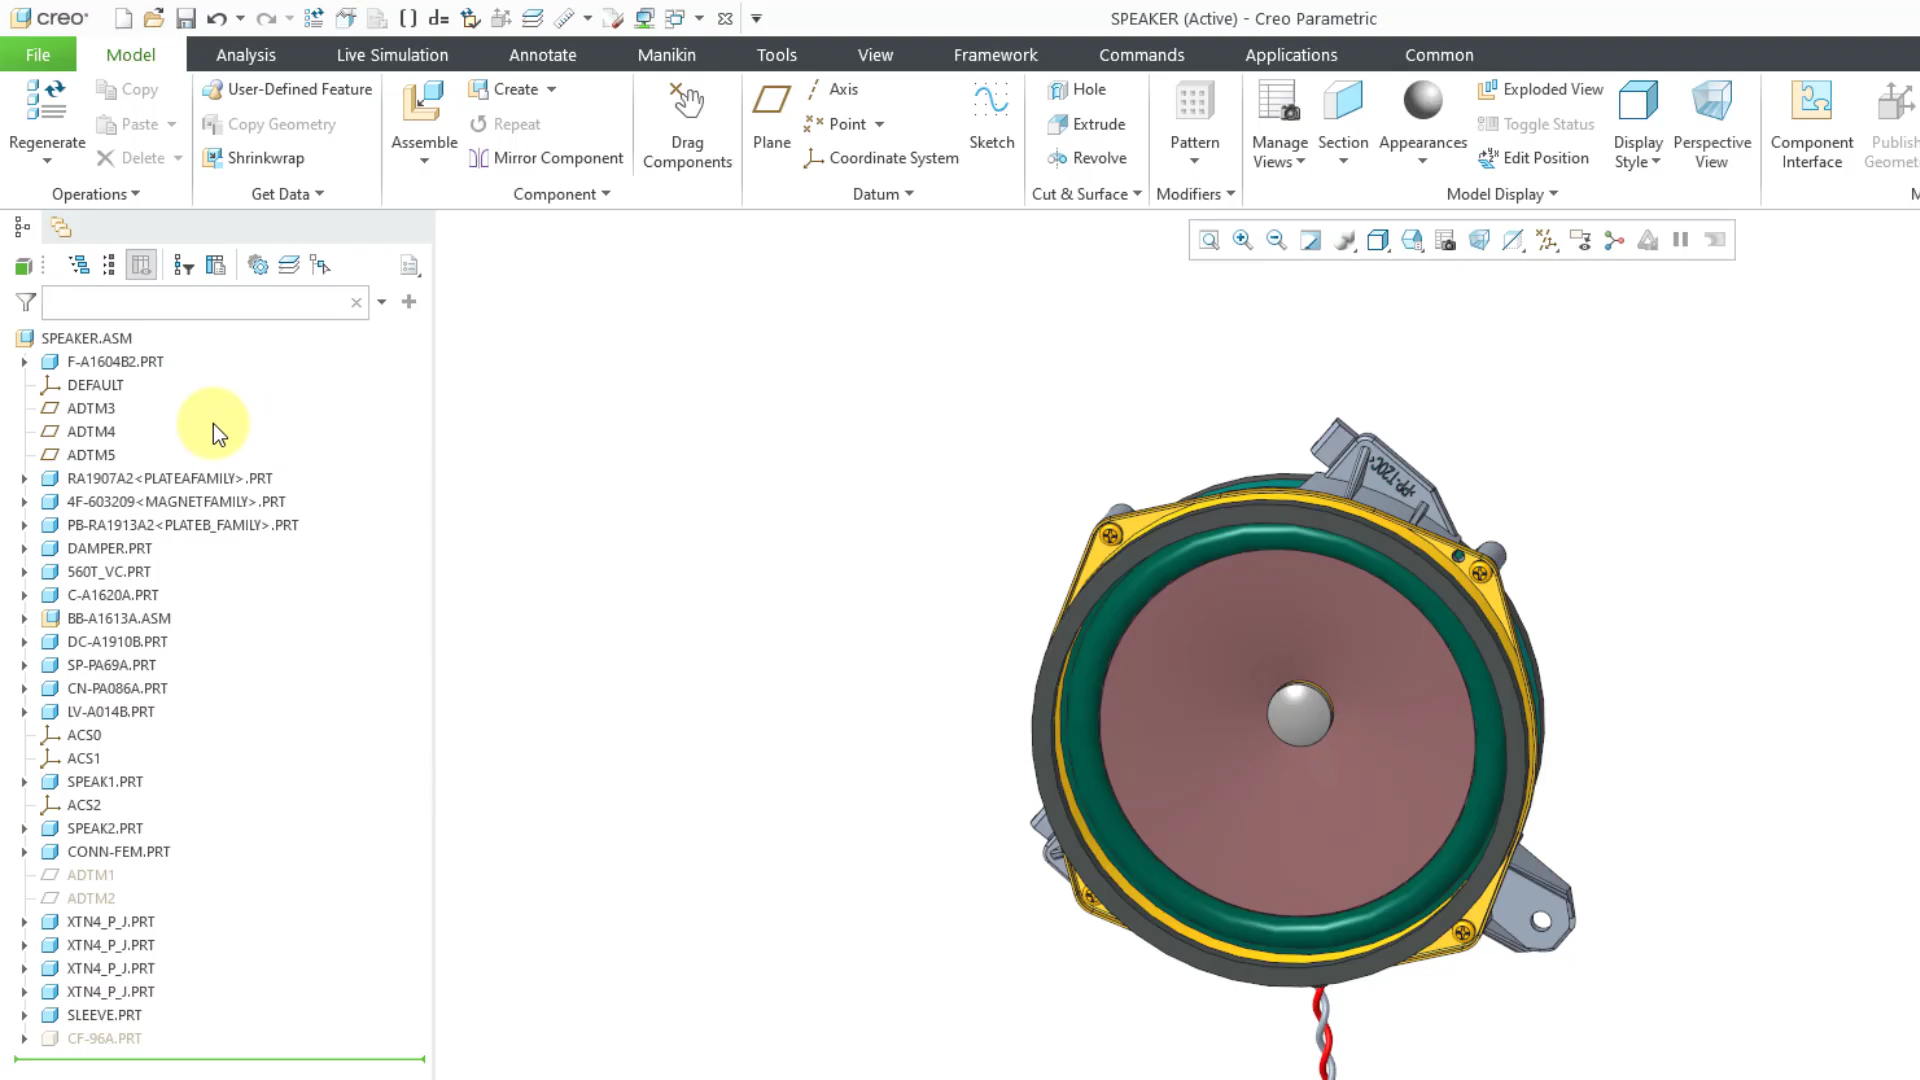 creo
d=
SPEAKER (Active) - Creo Parametric
File
Model
Analysis
Live Simulation
Annotate
Manikin
Tools
View
Framework
Commands
Applications
Common
Regenerate
Copy
Paste
Delete
Operations
User-Defined Feature
Copy Geometry
Shrinkwrap
Get Data
Assemble
Create
Repeat
Mirror Component
Component
Drag
Components
Plane
Axis
Point
Coordinate System
Sketch
Datum
Hole
Extrude
Revolve
Cut & Surface
Pattern
Modifiers
Manage
Views
Section
Appearances
Exploded View
Toggle Status
Edit Position
Display
Style
Perspective
View
Model Display
Component
Interface
Publish
SPEAKER.ASM
F-A1604B2.PRT
DEFAULT
ADTM3
ADTM4
ADTM5
RA1907A2<PLATEAFAMILY>.PRT
4F-603209<MAGNETFAMILY>.PRT
PB-RA1913A2<PLATEB_FAMILY>.PRT
DAMPER.PRT
560T_VC.PRT
C-A1620A.PRT
BB-A1613A.ASM
DC-A1910B.PRT
SP-PA69A.PRT
CN-PA086A.PRT
LV-A014B.PRT
ACS0
ACS1
SPEAK1.PRT
ACS2
SPEAK2.PRT
CONN-FEM.PRT
ADTM1
ADTM2
XTN4_P_J.PRT
XTN4_P_J.PRT
XTN4_P_J.PRT
XTN4_P_J.PRT
SLEEVE.PRT
CF-96A.PRT